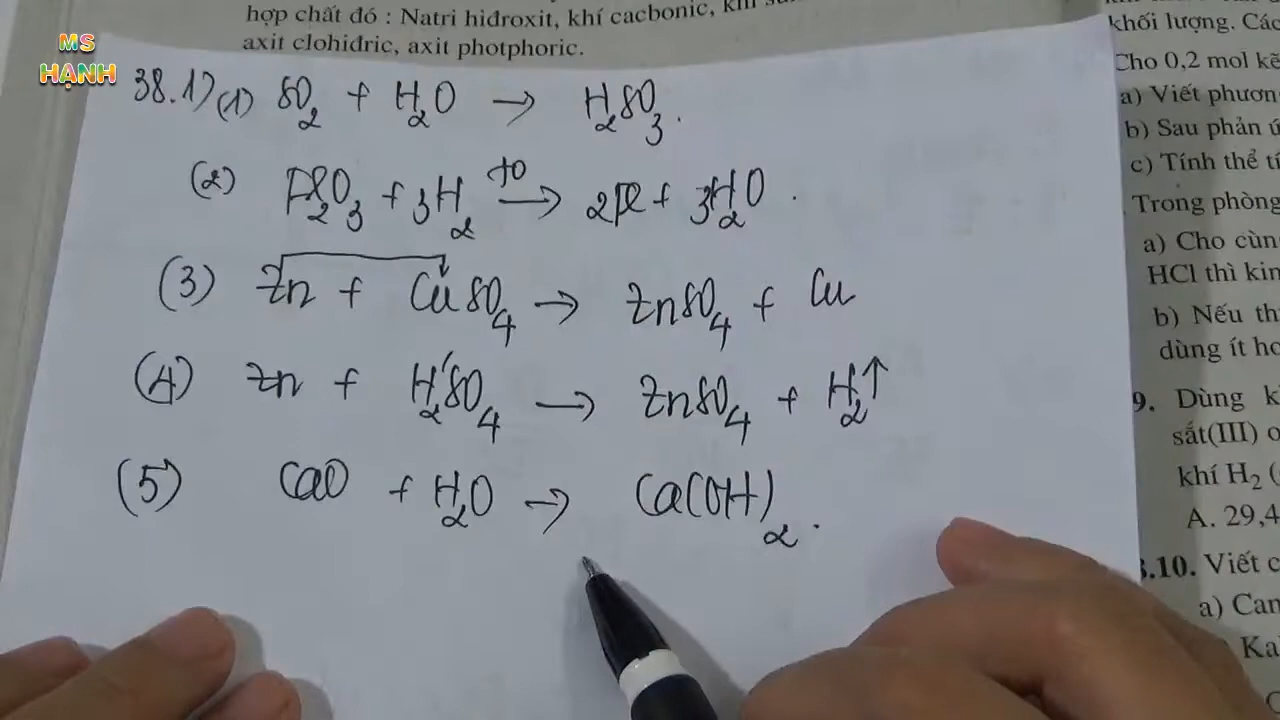 MS
HẠNH
hợp chất đó : Natri hiđroxit, khí cacbonic, khí
axit clohiđric, axit photphoric.
38.1) (1) SO₂ + H₂O → H₂SO₃.
(2) Fe₂O₃ + 3H₂ →(to) 2Fe + 3H₂O.
(3) Zn + CuSO₄ → ZnSO₄ + Cu
(4) Zn + H₂SO₄ → ZnSO₄ + H₂↑
(5) CaO + H₂O → Ca(OH)₂.
khối lượng. Các
Cho 0,2 mol kẽ
a) Viết phươn
b) Sau phản ứ
c) Tính thể tí
Trong phòng
a) Cho cùn
HCl thì kin
b) Nếu th
dùng ít hơ
9. Dùng k
sắt(III) o
khí H₂ (
A. 29,4
.10. Viết c
a) Can
Ka